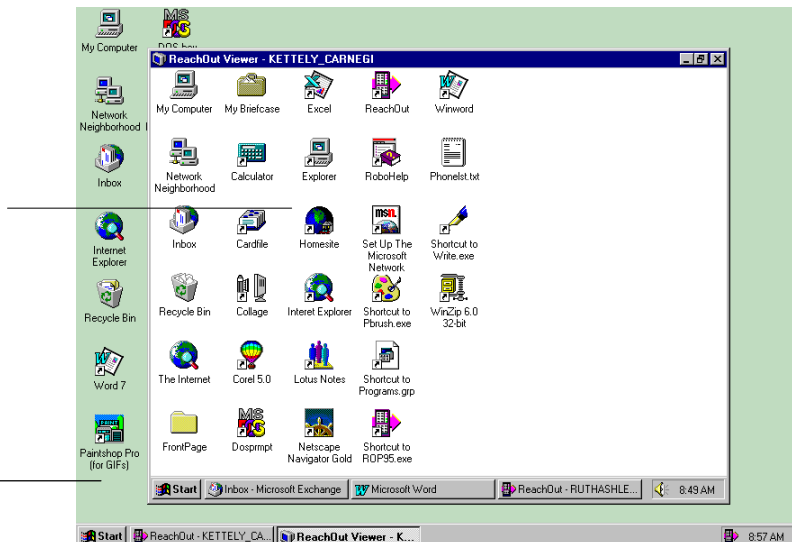 My Computer
DOS box
Network
Neighborhood
Inbox
Internet
Explorer
Recycle Bin
Word 7
Paintshop Pro
(for GIFs)
ReachOut Viewer - KETTELY_CARNEGI
My Computer
My Briefcase
Excel
ReachOut
Winword
Network
Neighborhood
Calculator
Explorer
RoboHelp
Phonelst.txt
Inbox
Cardfile
Homesite
msn.
Set Up The
Microsoft
Network
Shortcut to
Write.exe
Recycle Bin
Collage
Interet Explorer
Shortcut to
Pbrush.exe
WinZip 6.0
32-bit
The Internet
Corel 5.0
Lotus Notes
Shortcut to
Programs.grp
FrontPage
Dosprmpt
Netscape
Navigator Gold
Shortcut to
ROP95.exe
Start
Inbox - Microsoft Exchange
Microsoft Word
ReachOut - RUTHASHLE...
8:49 AM
Start
ReachOut - KETTELY_CA...
ReachOut Viewer - K...
8:57 AM